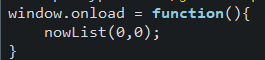 window.onload = function(){
    nowList(0,0);
}